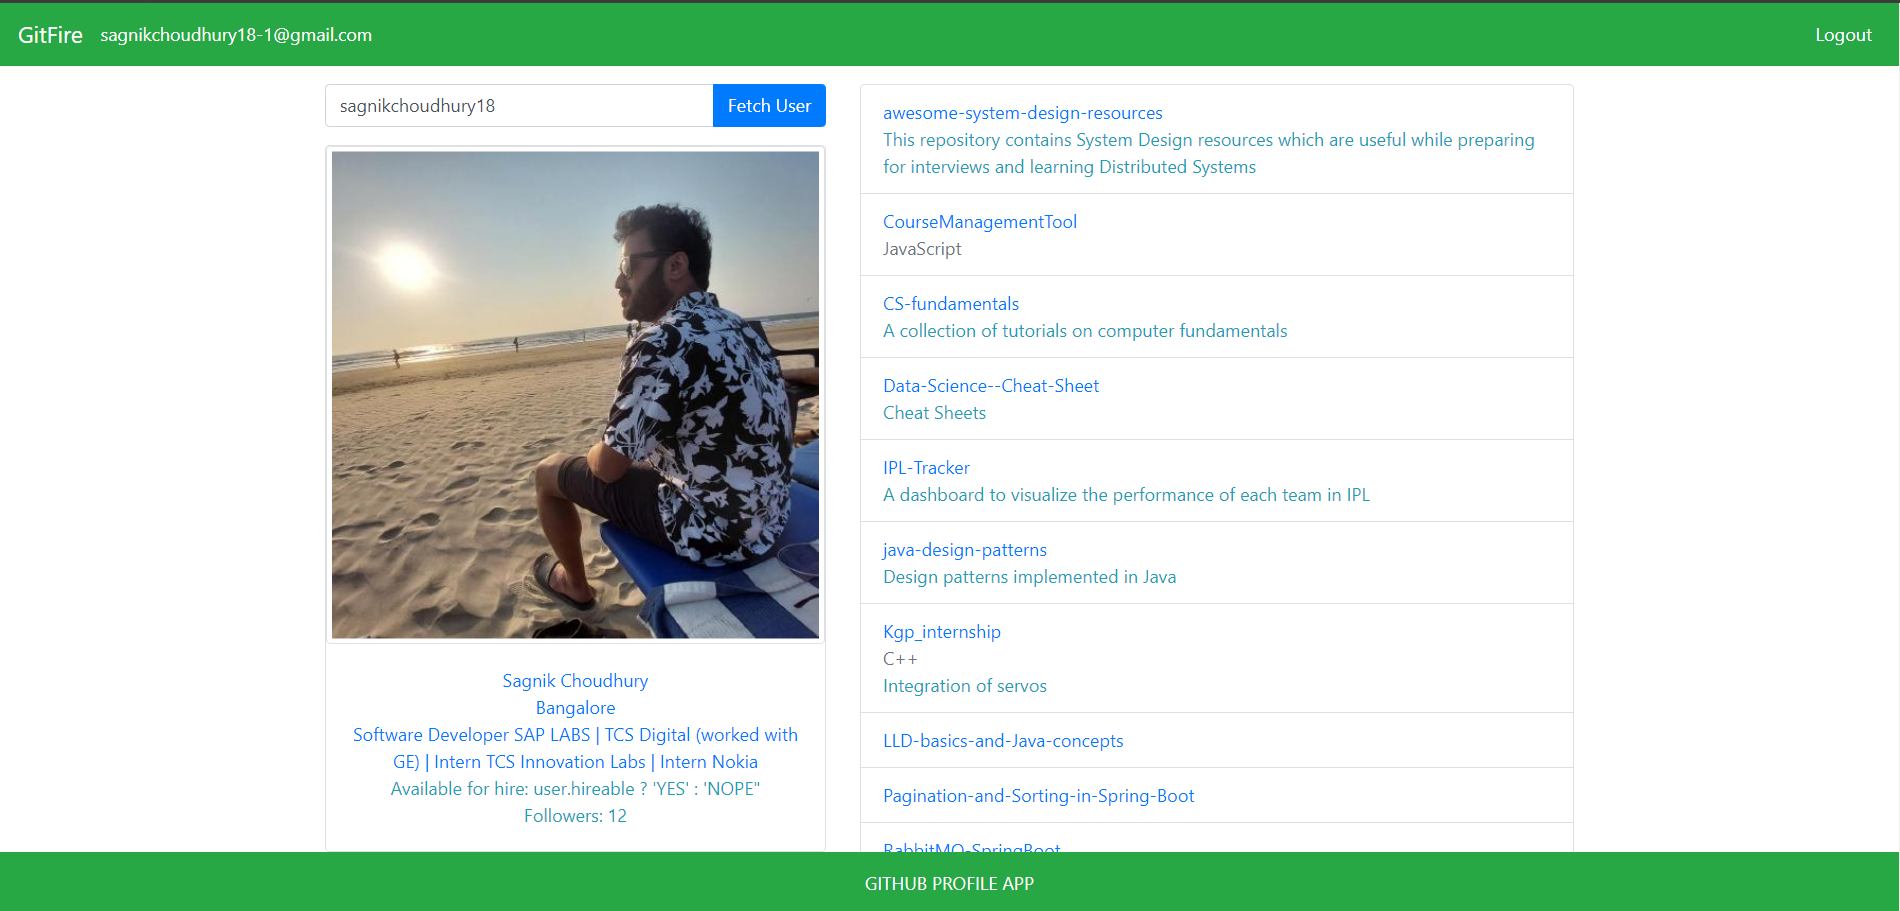 GitFire sagnikchoudhury18-1@gmail.com Logout
sagnikchoudhury18 Fetch User
Sagnik Choudhury
Bangalore
Software Developer SAP LABS | TCS Digital (worked with
GE) | Intern TCS Innovation Labs | Intern Nokia
Available for hire: user.hireable ? 'YES' : 'NOPE"
Followers: 12
awesome-system-design-resources
This repository contains System Design resources which are useful while preparing
for interviews and learning Distributed Systems
CourseManagementTool
JavaScript
CS-fundamentals
A collection of tutorials on computer fundamentals
Data-Science--Cheat-Sheet
Cheat Sheets
IPL-Tracker
A dashboard to visualize the performance of each team in IPL
java-design-patterns
Design patterns implemented in Java
Kgp_internship
C++
Integration of servos
LLD-basics-and-Java-concepts
Pagination-and-Sorting-in-Spring-Boot
RabbitMQ-SpringBoot
GITHUB PROFILE APP